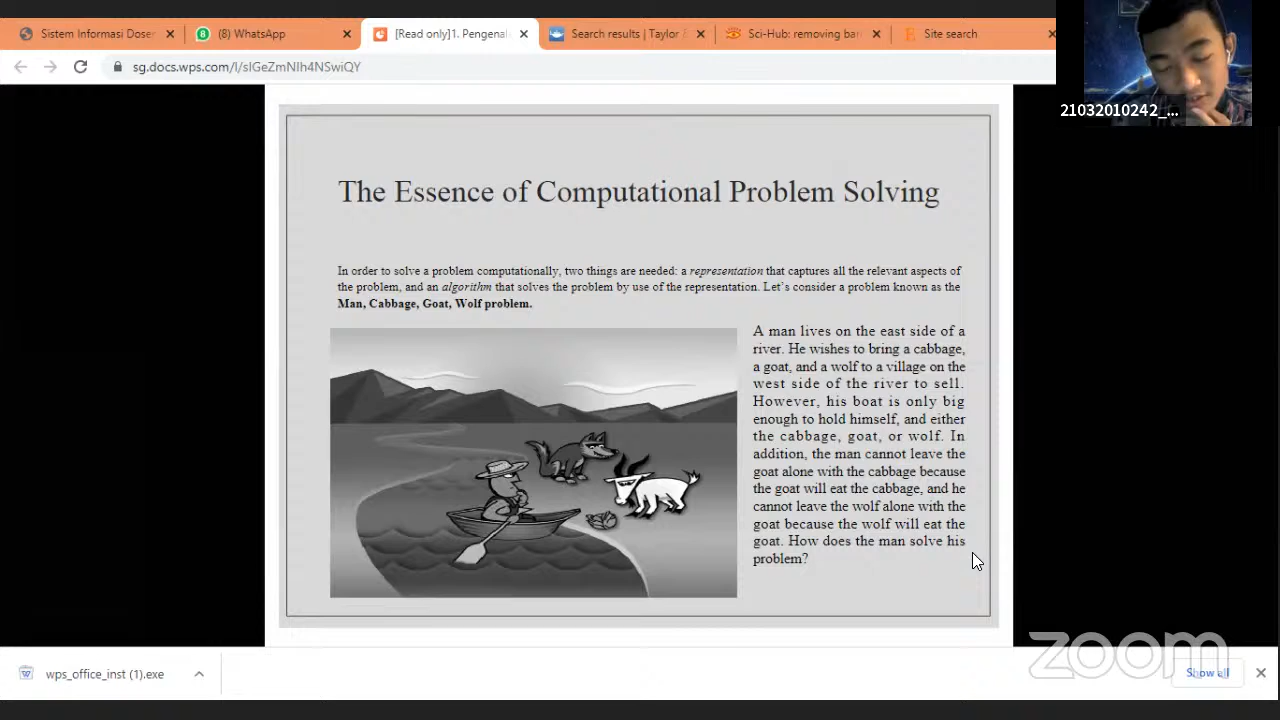 Sistem Informasi Doser
(8) WhatsApp
[Read only]1. Pengenal
Search results | Taylor &
Sci-Hub: removing bar
Site search
sg.docs.wps.com/l/sIGeZmNIh4NSwiQY
21032010242_...
The Essence of Computational Problem Solving
In order to solve a problem computationally, two things are needed: a representation that captures all the relevant aspects of
the problem, and an algorithm that solves the problem by use of the representation. Let's consider a problem known as the
Man, Cabbage, Goat, Wolf problem.
A man lives on the east side of a
river. He wishes to bring a cabbage,
a goat, and a wolf to a village on the
west side of the river to sell.
However, his boat is only big
enough to hold himself, and either
the cabbage, goat, or wolf. In
addition, the man cannot leave the
goat alone with the cabbage because
the goat will eat the cabbage, and he
cannot leave the wolf alone with the
goat because the wolf will eat the
goat. How does the man solve his
problem?
zoom
wps_office_inst (1).exe
Show all